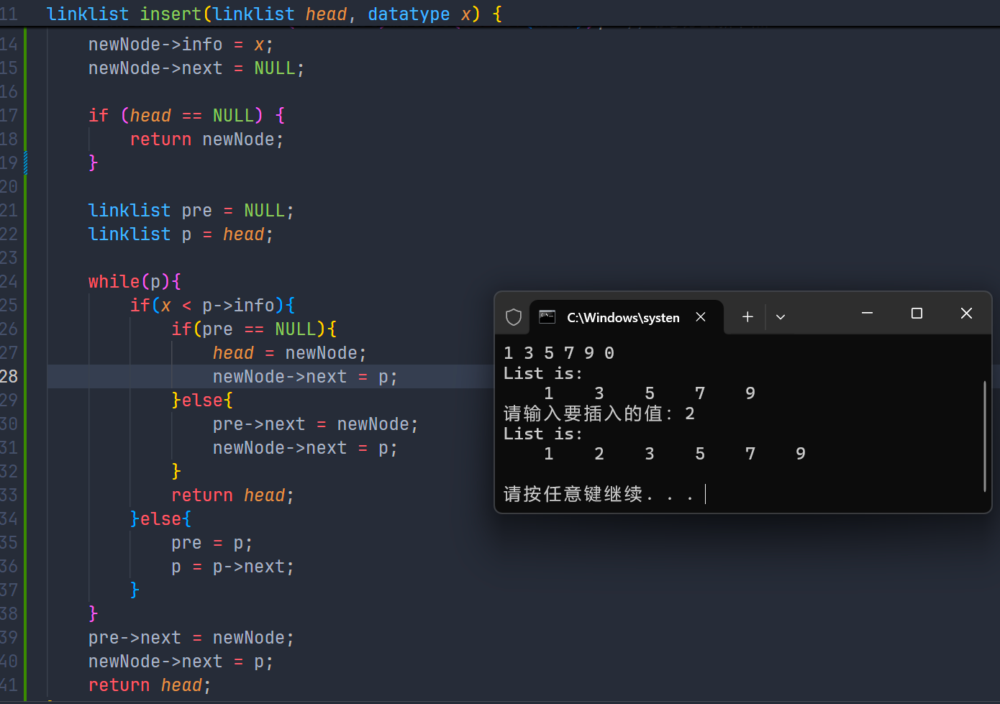 11 linklist insert(linklist head, datatype x) {
14 newNode->info = x;
15 newNode->next = NULL;
16
17 if (head == NULL) {
18 return newNode;
19 }
20
21 linklist pre = NULL;
22 linklist p = head;
23
24 while(p){
25 if(x < p->info){
26 if(pre == NULL){
27 head = newNode;
28 newNode->next = p;
29 }else{
30 pre->next = newNode;
31 newNode->next = p;
32 }
33 return head;
34 }else{
35 pre = p;
36 p = p->next;
37 }
38 }
39 pre->next = newNode;
40 newNode->next = p;
41 return head;
C:\Windows\systen
1 3 5 7 9 0
List is:
1 3 5 7 9
请输入要插入的值: 2
List is:
1 2 3 5 7 9
请按任意键继续. . .